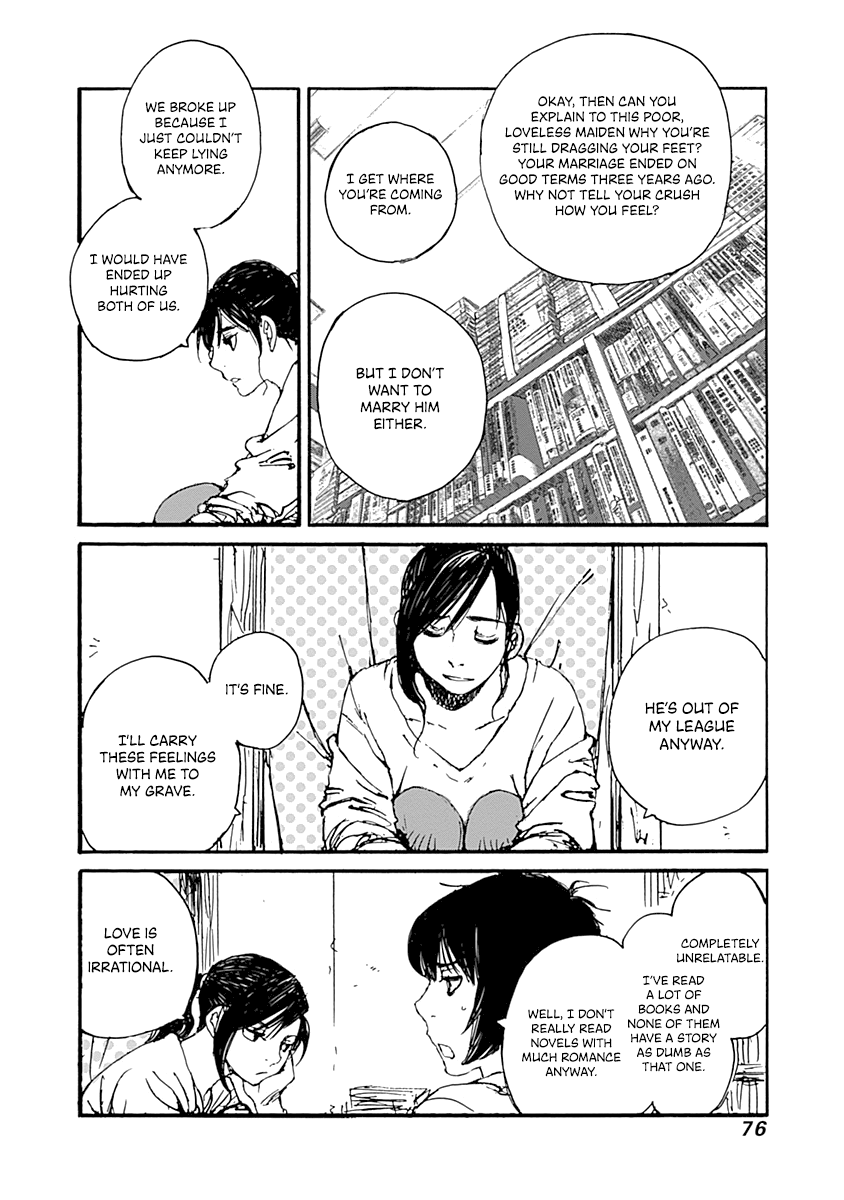 OKAY, THEN CAN YOU
EXPLAIN TO THIS POOR,
LOVELESS MAIDEN WHY YOU'RE
STILL DRAGGING YOUR FEET?
YOUR MARRIAGE ENDED ON
GOOD TERMS THREE YEARS AGO.
WHY NOT TELL YOUR CRUSH
HOW YOU FEEL?
I GET WHERE
YOU'RE COMING
FROM.
BUT I DON'T
WANT TO
MARRY HIM
EITHER.
WE BROKE UP
BECAUSE I
JUST COULDN'T
KEEP LYING
ANYMORE.
I WOULD HAVE
ENDED UP
HURTING
BOTH OF US.
HE'S OUT OF
MY LEAGUE
ANYWAY.
IT'S FINE.
I'LL CARRY
THESE FEELINGS
WITH ME TO
MY GRAVE.
COMPLETELY
UNRELATABLE.
I'VE READ
A LOT OF
BOOKS AND
NONE OF THEM
HAVE A STORY
AS DUMB AS
THAT ONE.
WELL, I DON'T
REALLY READ
NOVELS WITH
MUCH ROMANCE
ANYWAY.
LOVE IS
OFTEN
IRRATIONAL.
76